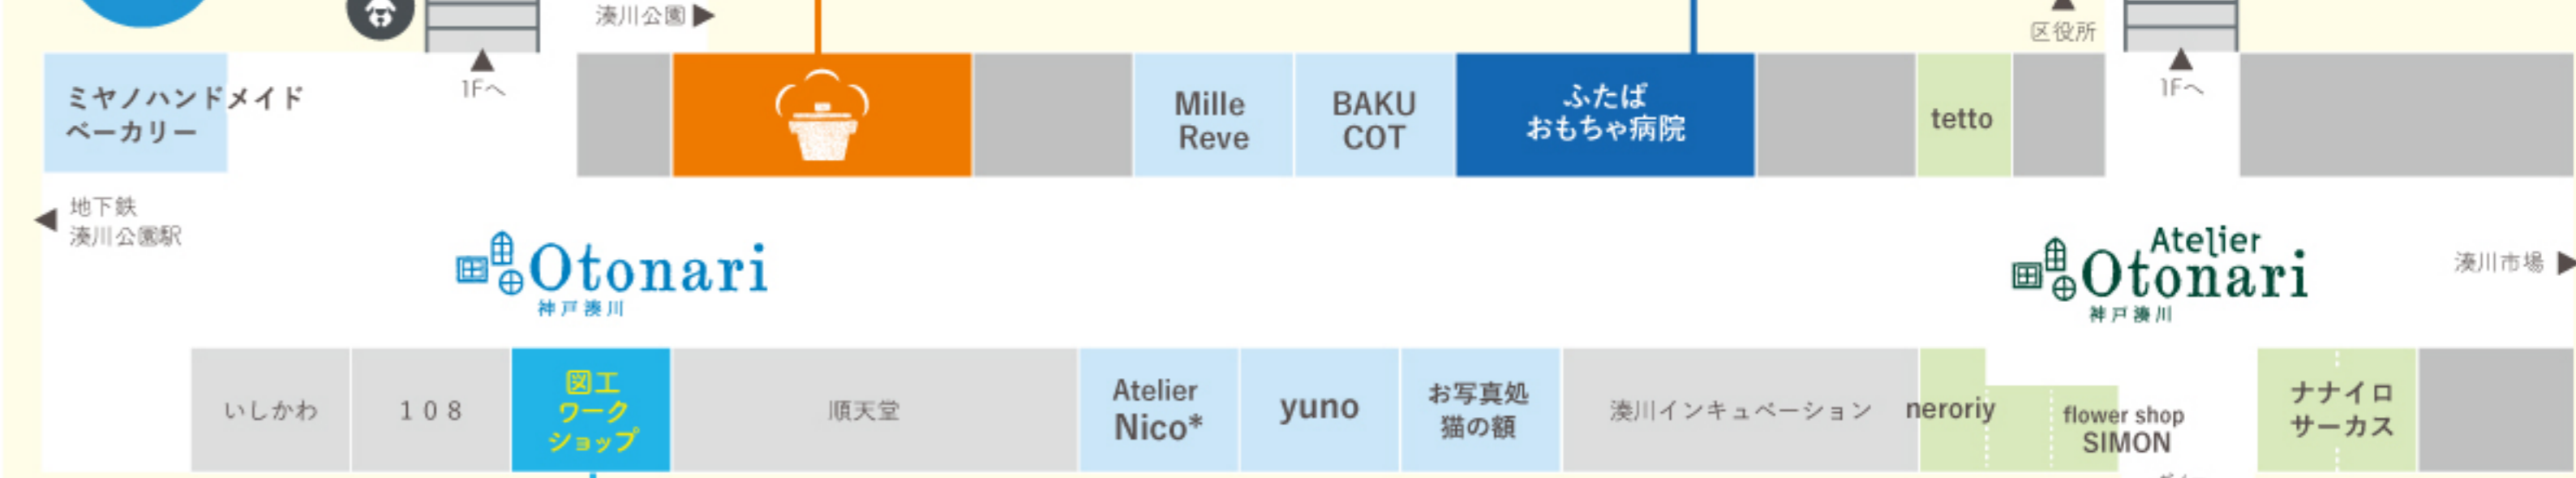 湊川公園
区役所
1Fへ
1Fへ
ミヤノハンドメイド
ベーカリー
Mille
Reve
BAKU
COT
ふたば
おもちゃ病院
tetto
地下鉄
湊川公園駅
Otonari
神戸湊川
Atelier
Otonari
神戸湊川
湊川市場
いしかわ
108
図工
ワーク
ショップ
順天堂
Atelier
Nico*
yuno
お写真処
猫の額
湊川インキュベーション
neroriy
flower shop
SIMON
ナナイロ
サーカス